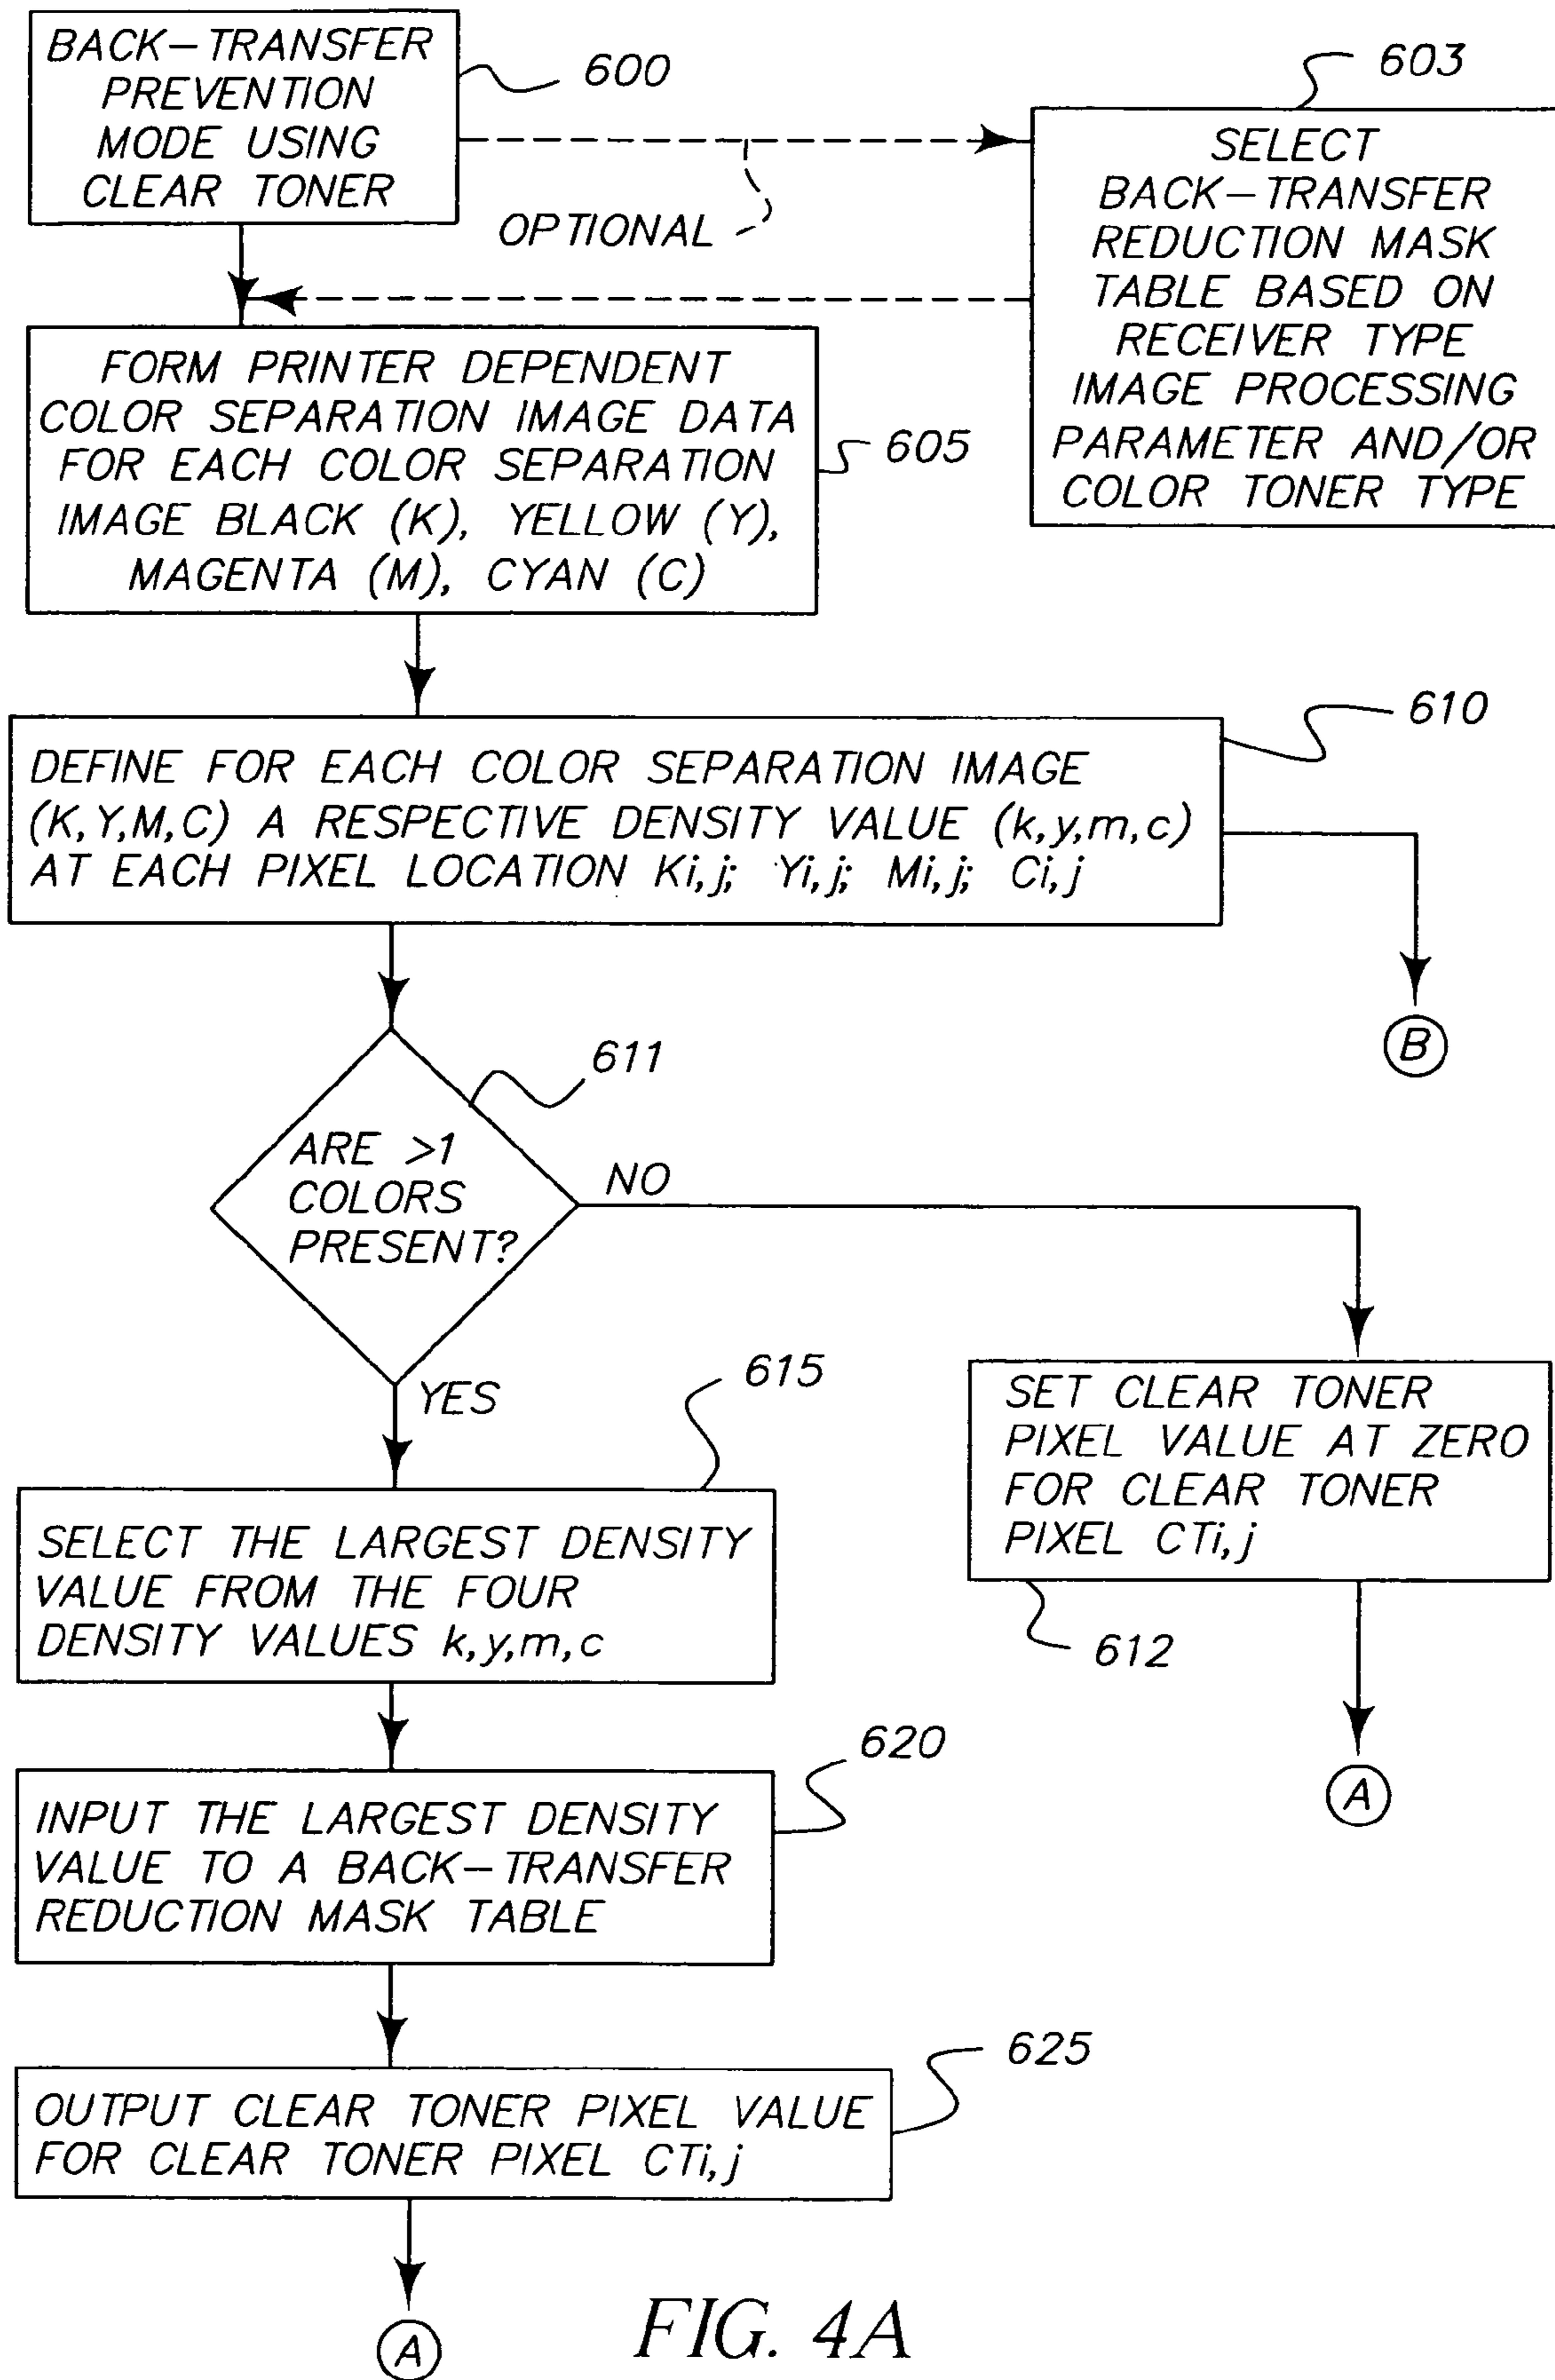 BACK-TRANSFER
PREVENTION
MODE USING
CLEAR TONER
600
603
OPTIONAL
SELECT
BACK-TRANSFER
REDUCTION MASK
TABLE BASED ON
RECEIVER TYPE
IMAGE PROCESSING
PARAMETER AND/OR
COLOR TONER TYPE
FORM PRINTER DEPENDENT
COLOR SEPARATION IMAGE DATA
FOR EACH COLOR SEPARATION
IMAGE BLACK (K), YELLOW (Y),
MAGENTA (M), CYAN (C)
605
610
DEFINE FOR EACH COLOR SEPARATION IMAGE
(K,Y,M,C) A RESPECTIVE DENSITY VALUE (k,y,m,c)
AT EACH PIXEL LOCATION Ki,j; Yi,j; Mi,j; Ci,j
B
611
ARE >1
COLORS
PRESENT?
NO
YES
615
SET CLEAR TONER
PIXEL VALUE AT ZERO
FOR CLEAR TONER
PIXEL CTi,j
612
A
SELECT THE LARGEST DENSITY
VALUE FROM THE FOUR
DENSITY VALUES k,y,m,c
620
INPUT THE LARGEST DENSITY
VALUE TO A BACK-TRANSFER
REDUCTION MASK TABLE
625
OUTPUT CLEAR TONER PIXEL VALUE
FOR CLEAR TONER PIXEL CTi,j
A
FIG. 4A